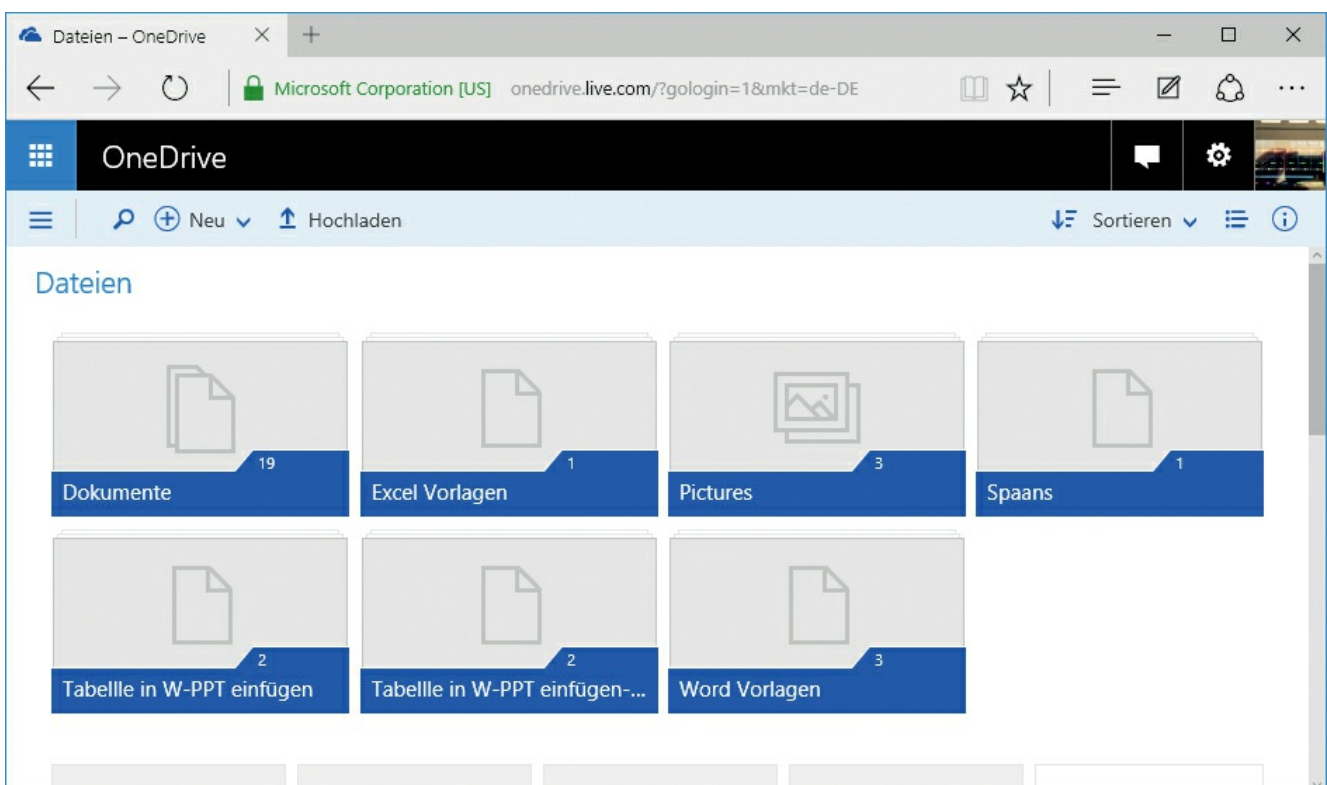 Dateien – OneDrive
Microsoft Corporation [US] onedrive.live.com/?gologin=1&mkt=de-DE
OneDrive
Neu Hochladen Sortieren
Dateien
19 1 3 1
Dokumente Excel Vorlagen Pictures Spaans
2 2 3
Tabellle in W-PPT einfügen Tabellle in W-PPT einfügen-... Word Vorlagen